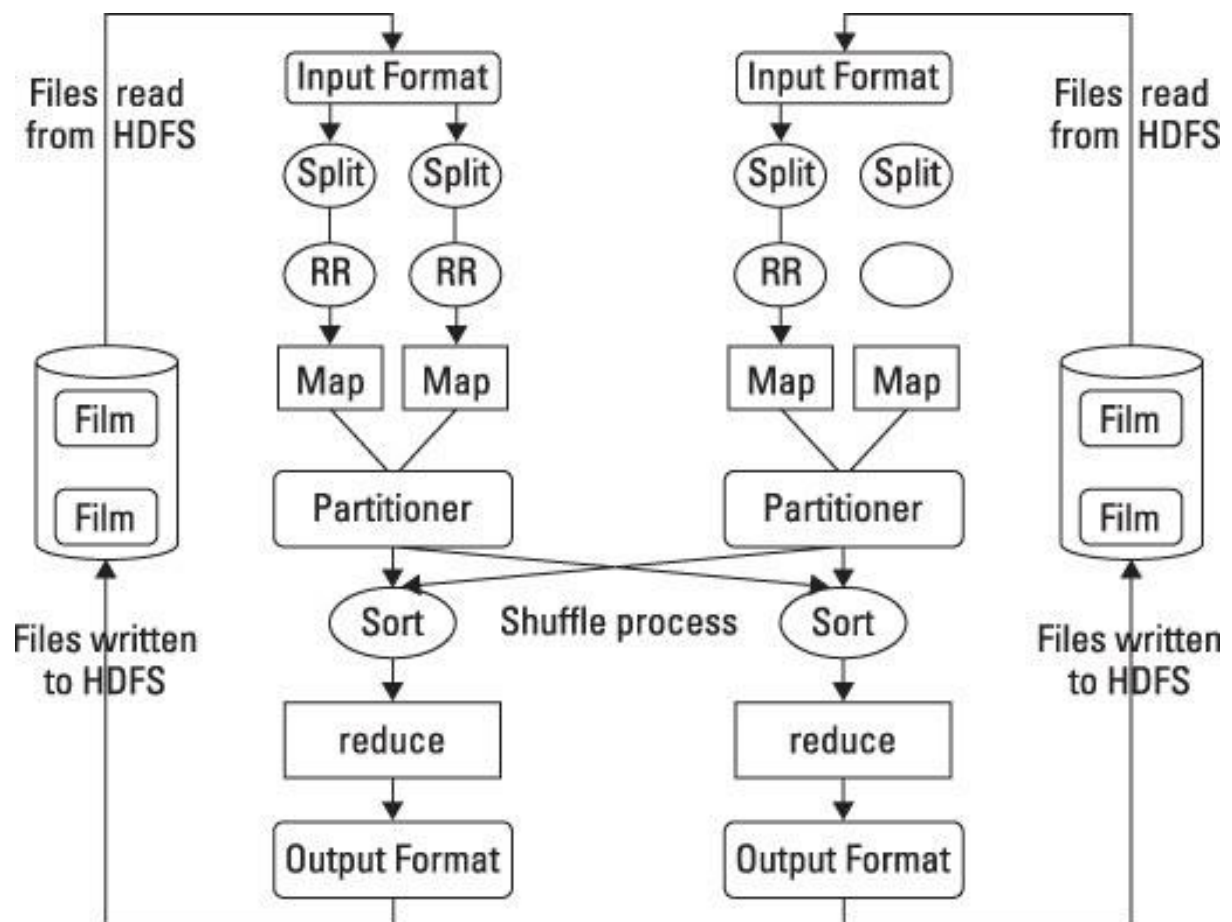 Input Format
Input Format
Files read
from HDFS
Files read
from HDFS
Split
Split
Split
Split
RR
RR
RR
Map
Map
Map
Map
Film
Film
Film
Film
Partitioner
Partitioner
Sort
Shuffle process
Sort
Files written
to HDFS
Files written
to HDFS
reduce
reduce
Output Format
Output Format